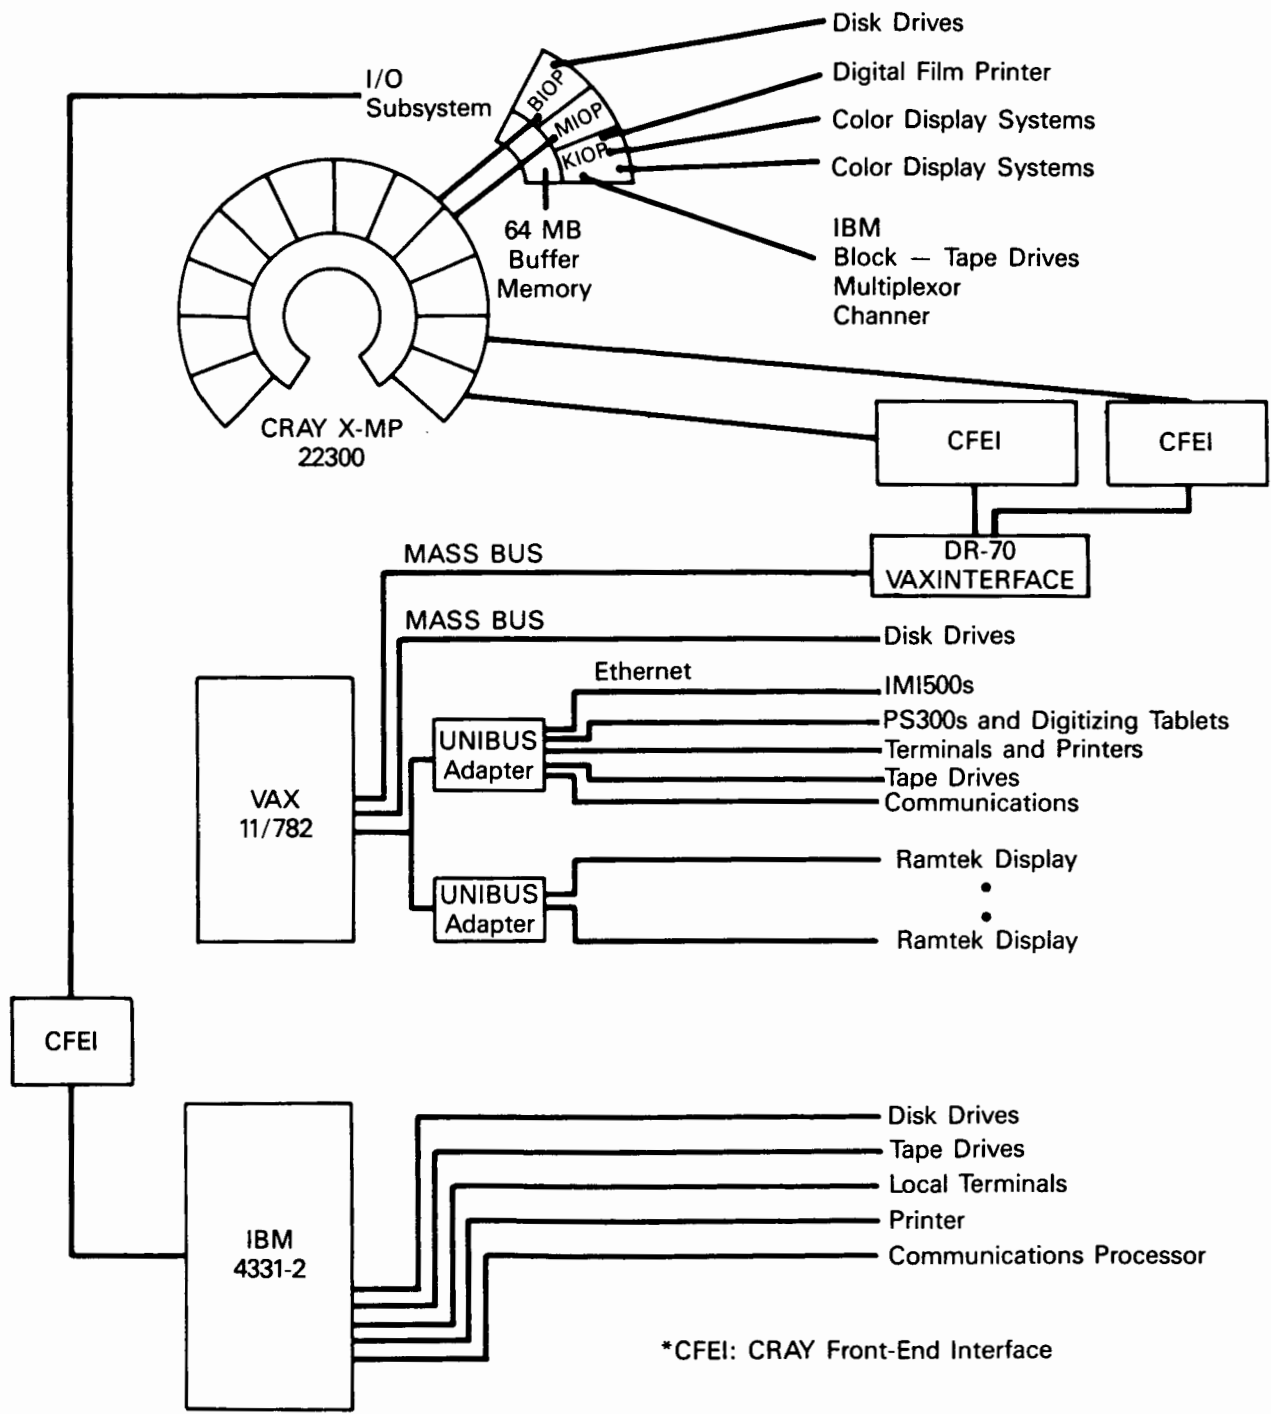 Disk Drives
I/O
Subsystem
BIOP
MIOP
KIOP
Digital Film Printer
Color Display Systems
Color Display Systems
64 MB
Buffer
Memory
IBM
Block — Tape Drives
Multiplexor
Channer
CRAY X-MP
22300
CFEI
CFEI
DR-70
VAXINTERFACE
MASS BUS
MASS BUS
Disk Drives
Ethernet
IMI500s
PS300s and Digitizing Tablets
UNIBUS
Adapter
Terminals and Printers
Tape Drives
Communications
VAX
11/782
Ramtek Display
UNIBUS
Adapter
Ramtek Display
CFEI
Disk Drives
Tape Drives
Local Terminals
Printer
Communications Processor
IBM
4331-2
*CFEI: CRAY Front-End Interface